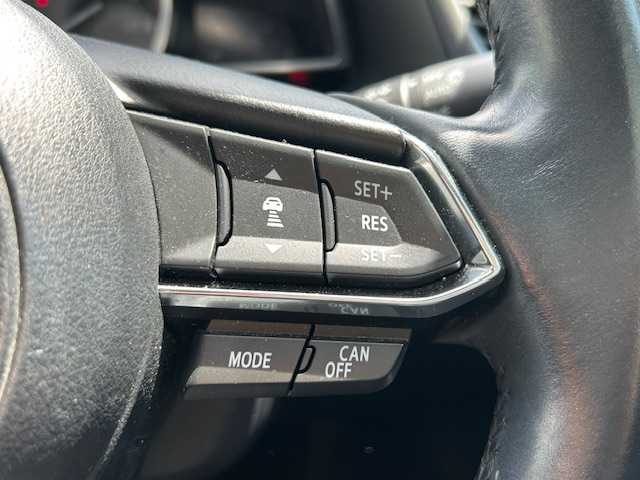 SET+
RES
SET-
MODE
CAN
OFF